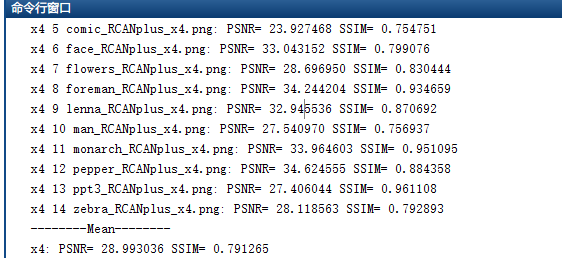 命令行窗口
x4 5 comic_RCANplus_x4.png: PSNR= 23.927468 SSIM= 0.754751
x4 6 face_RCANplus_x4.png: PSNR= 33.043152 SSIM= 0.799076
x4 7 flowers_RCANplus_x4.png: PSNR= 28.696950 SSIM= 0.830444
x4 8 foreman_RCANplus_x4.png: PSNR= 34.244204 SSIM= 0.934659
x4 9 lenna_RCANplus_x4.png: PSNR= 32.945536 SSIM= 0.870692
x4 10 man_RCANplus_x4.png: PSNR= 27.540970 SSIM= 0.756937
x4 11 monarch_RCANplus_x4.png: PSNR= 33.964603 SSIM= 0.951095
x4 12 pepper_RCANplus_x4.png: PSNR= 34.624555 SSIM= 0.884358
x4 13 ppt3_RCANplus_x4.png: PSNR= 27.406044 SSIM= 0.961108
x4 14 zebra_RCANplus_x4.png: PSNR= 28.118563 SSIM= 0.792893
--------Mean--------
x4: PSNR= 28.993036 SSIM= 0.791265